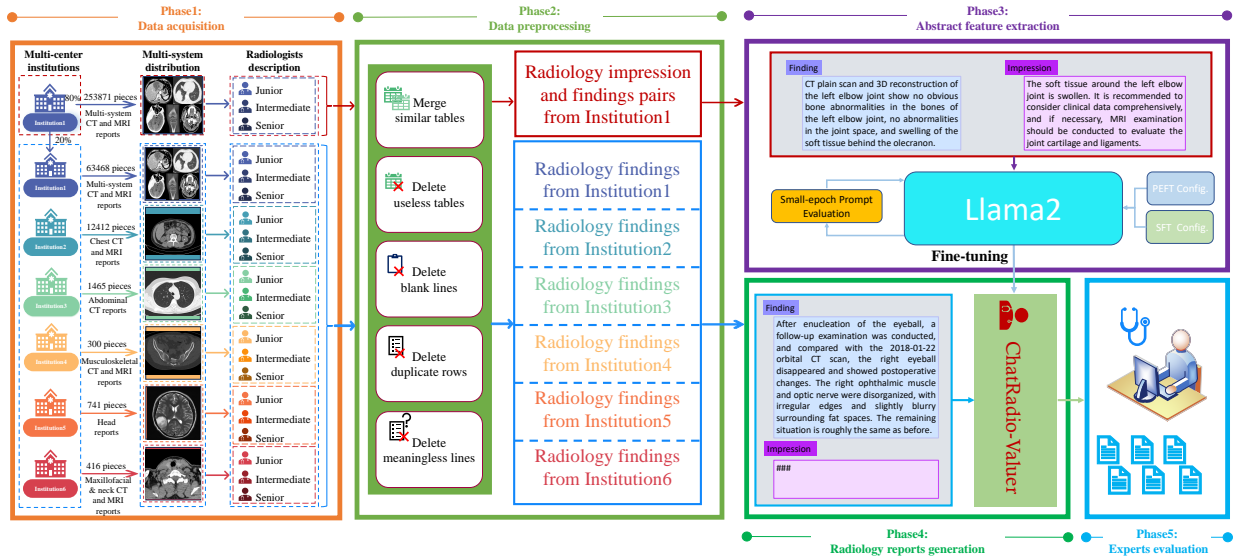 Phase1:
Data acquisition
Multi-center
institutions
Multi-system
distribution
Radiologists
description
Institution1
80%
253871 pieces
Multi-system
CT and MRI
reports
Junior
Intermediate
Senior
20%
Institution1
63468 pieces
Multi-system
CT and MRI
reports
Junior
Intermediate
Senior
Institution2
12412 pieces
Chest CT
and MRI
reports
Junior
Intermediate
Senior
Institution3
1465 pieces
Abdominal
CT reports
Junior
Intermediate
Senior
Institution4
300 pieces
Musculoskeletal
CT and MRI
reports
Junior
Intermediate
Senior
Institution5
741 pieces
Head
reports
Junior
Intermediate
Senior
Institution6
416 pieces
Maxillofacial
& neck CT
and MRI
reports
Junior
Intermediate
Senior
Phase2:
Data preprocessing
Merge
similar tables
Delete
useless tables
Delete
blank lines
Delete
duplicate rows
Delete
meaningless lines
Radiology impression
and findings pairs
from Institution1
Radiology findings
from Institution1
Radiology findings
from Institution2
Radiology findings
from Institution3
Radiology findings
from Institution4
Radiology findings
from Institution5
Radiology findings
from Institution6
Phase3:
Abstract feature extraction
Finding
CT plain scan and 3D reconstruction of
the left elbow joint show no obvious
bone abnormalities in the bones of
the left elbow joint, no abnormalities
in the joint space, and swelling of the
soft tissue behind the olecranon.
Impression
The soft tissue around the left elbow
joint is swollen. It is recommended to
consider clinical data comprehensively,
and if necessary, MRI examination
should be conducted to evaluate the
joint cartilage and ligaments.
Small-epoch Prompt
Evaluation
Llama2
PEFT Config.
SFT Config.
Fine-tuning
Finding
After enucleation of the eyeball, a
follow-up examination was conducted,
and compared with the 2018-01-22
orbital CT scan, the right eyeball
disappeared and showed postoperative
changes. The right ophthalmic muscle
and optic nerve were disorganized, with
irregular edges and slightly blurry
surrounding fat spaces. The remaining
situation is roughly the same as before.
Impression
###
ChatRadio-Valuer
Phase4:
Radiology reports generation
Phase5:
Experts evaluation